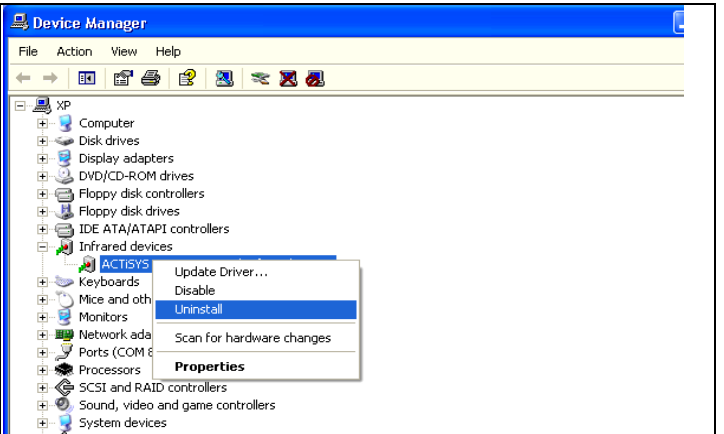 Device Manager
File Action View Help
XP
Computer
Disk drives
Display adapters
DVD/CD-ROM drives
Floppy disk controllers
Floppy disk drives
IDE ATA/ATAPI controllers
Infrared devices
ACTiSYS
Keyboards
Mice and oth
Monitors
Network ada
Ports (COM &
Processors
SCSI and RAID controllers
Sound, video and game controllers
System devices
Update Driver...
Disable
Uninstall
Scan for hardware changes
Properties